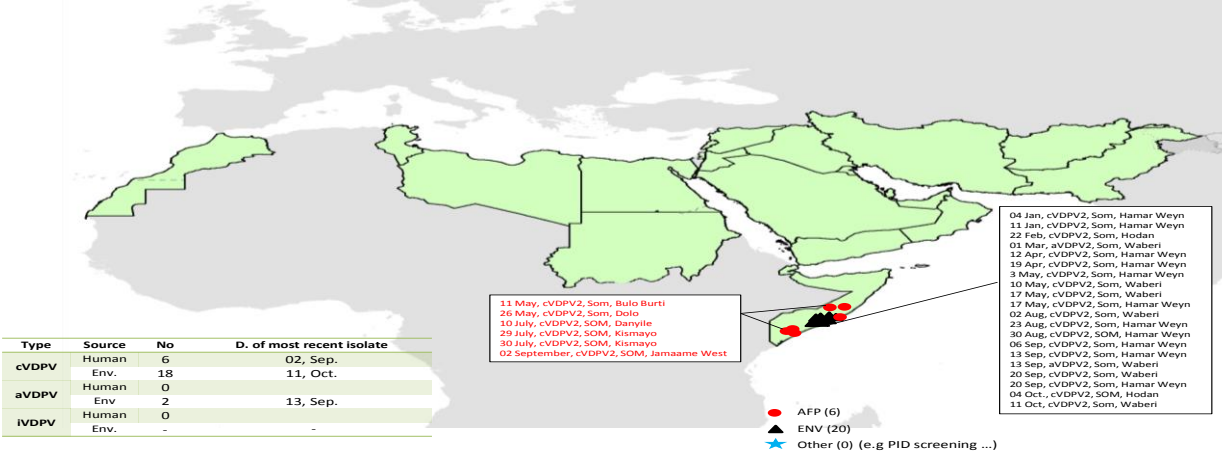 04 Jan, cVDPV2, Som, Hamar Weyn
11 Jan, cVDPV2, Som, Hamar Weyn
22 Feb, cVDPV2, Som, Hodan
01 Mar, aVDPV2, Som, Waberi
12 Apr, cVDPV2, Som, Hamar Weyn
19 Apr, cVDPV2, Som, Hamar Weyn
3 May, cVDPV2, Som, Hamar Weyn
10 May, cVDPV2, Som, Waberi
17 May, cVDPV2, Som, Waberi
17 May, cVDPV2, Som, Hamar Weyn
02 Aug, cVDPV2, Som, Waberi
23 Aug, cVDPV2, Som, Hamar Weyn
30 Aug, cVDPV2, SOM, Hamar Weyn
06 Sep, cVDPV2, Som, Hamar Weyn
13 Sep, cVDPV2, Som, Hamar Weyn
13 Sep, aVDPV2, Som, Waberi
20 Sep, cVDPV2, Som, Waberi
20 Sep, cVDPV2, Som, Hamar Weyn
04 Oct., cVDPV2, SOM, Hodan
11 Oct, cVDPV2, Som, Waberi
11 May, cVDPV2, Som, Bulo Burti
26 May, cVDPV2, Som, Dolo
10 July, cVDPV2, SOM, Danyile
29 July, cVDPV2, SOM, Kismayo
30 July, cVDPV2, SOM, Kismayo
02 September, cVDPV2, SOM, Jamaame West
Type Source No D. of most recent isolate
cVDPV Human 6 02, Sep.
Env. 18 11, Oct.
aVDPV Human 0
Env 2 13, Sep.
iVDPV Human 0
Env. - -
AFP (6)
ENV (20)
Other (0) (e.g PID screening ...)